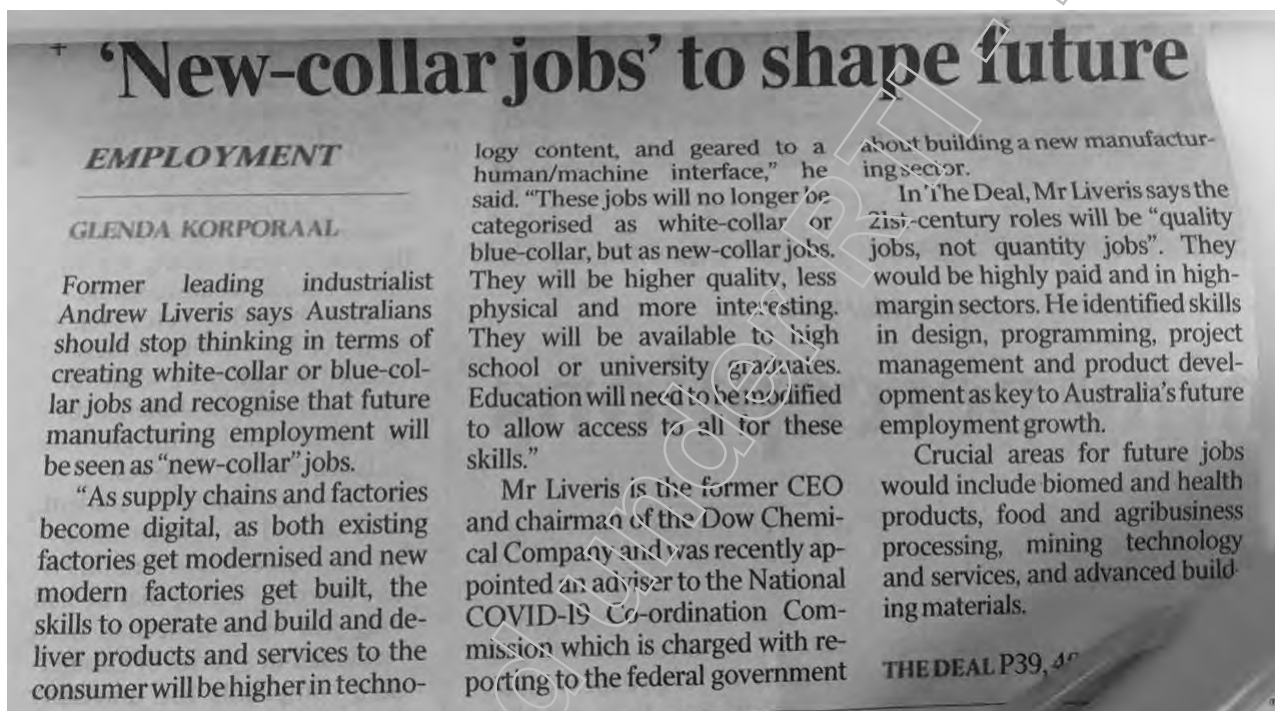 ‘New-collar jobs’ to shape future
EMPLOYMENT
GLENDA KORPORAAL
Former leading industrialist
Andrew Liveris says Australians
should stop thinking in terms of
creating white-collar or blue-col-
lar jobs and recognise that future
manufacturing employment will
be seen as “new-collar” jobs.
“As supply chains and factories
become digital, as both existing
factories get modernised and new
modern factories get built, the
skills to operate and build and de-
liver products and services to the
consumer will be higher in techno-
logy content, and geared to a
human/machine interface,” he
said. “These jobs will no longer be
categorised as white-collar or
blue-collar, but as new-collar jobs.
They will be higher quality, less
physical and more interesting.
They will be available to high
school or university graduates.
Education will need to be modified
to allow access to all for these
skills.”
Mr Liveris is the former CEO
and chairman of the Dow Chemi-
cal Company and was recently ap-
pointed an adviser to the National
COVID-19 Co-ordination Com-
mission which is charged with re-
porting to the federal government
about building a new manufactur-
ing sector.
In The Deal, Mr Liveris says the
21st-century roles will be “quality
jobs, not quantity jobs”. They
would be highly paid and in high-
margin sectors. He identified skills
in design, programming, project
management and product devel-
opment as key to Australia’s future
employment growth.
Crucial areas for future jobs
would include biomed and health
products, food and agribusiness
processing, mining technology
and services, and advanced build-
ing materials.
THE DEAL P39,
under RTI